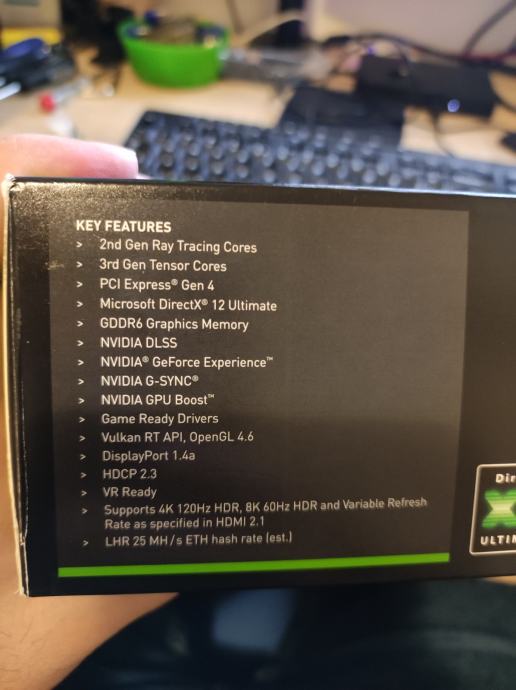 KEY FEATURES
> 2nd Gen Ray Tracing Cores
> 3rd Gen Tensor Cores
> PCI Express® Gen 4
> Microsoft DirectX® 12 Ultimate
> GDDR6 Graphics Memory
> NVIDIA DLSS
> NVIDIA® GeForce Experience™
> NVIDIA G-SYNC®
> NVIDIA GPU Boost™
> Game Ready Drivers
> Vulkan RT API, OpenGL 4.6
> DisplayPort 1.4a
> HDCP 2.3
> VR Ready
> Supports 4K 120Hz HDR, 8K 60Hz HDR and Variable Refresh
Rate as specified in HDMI 2.1
> LHR 25 MH/s ETH hash rate (est.)